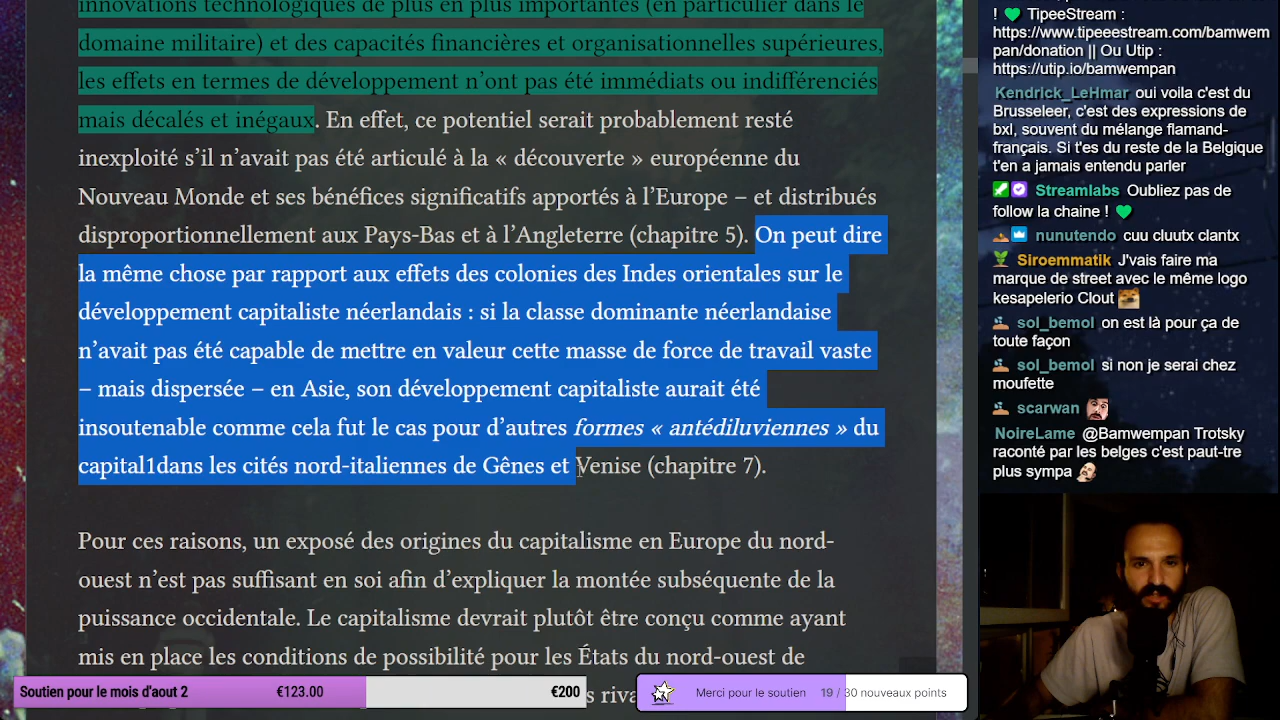 innovations technologiques de plus en plus importantes (en particulier dans le
domaine militaire) et des capacités financières et organisationnelles supérieures,
les effets en termes de développement n’ont pas été immédiats ou indifférenciés
mais décalés et inégaux. En effet, ce potentiel serait probablement resté
inexploité s’il n’avait pas été articulé à la « découverte » européenne du
Nouveau Monde et ses bénéfices significatifs apportés à l’Europe – et distribués
disproportionnellement aux Pays-Bas et à l’Angleterre (chapitre 5). On peut dire
la même chose par rapport aux effets des colonies des Indes orientales sur le
développement capitaliste néerlandais : si la classe dominante néerlandaise
n’avait pas été capable de mettre en valeur cette masse de force de travail vaste
– mais dispersée – en Asie, son développement capitaliste aurait été
insoutenable comme cela fut le cas pour d’autres formes « antédiluviennes » du
capital1dans les cités nord-italiennes de Gênes et Venise (chapitre 7).
Pour ces raisons, un exposé des origines du capitalisme en Europe du nord-
ouest n’est pas suffisant en soi afin d’expliquer la montée subséquente de la
puissance occidentale. Le capitalisme devrait plutôt être conçu comme ayant
mis en place les conditions de possibilité pour les États du nord-ouest de
s riva
Soutien pour le mois d'aout 2 €123.00 €200
Merci pour le soutien 19 / 30 nouveaux points
! TipeeStream :
https://www.tipeeestream.com/bamwem
pan/donation || Ou Utip :
https://utip.io/bamwempan
Kendrick_LeHmar oui voila c'est du
Brusseleer, c'est des expressions de
bxl, souvent du mélange flamand-
français. Si t'es du reste de la Belgique
t'en a jamais entendu parler
Streamlabs Oubliez pas de
follow la chaine !
nunutendo cuu cluutx clantx
Siroemmatik J'vais faire ma
marque de street avec le même logo
kesapelerio Clout
sol_bemol on est là pour ça de
toute façon
sol_bemol si non je serai chez
moufette
scarwan
NoireLame @Bamwempan Trotsky
raconté par les belges c'est paut-tre
plus sympa